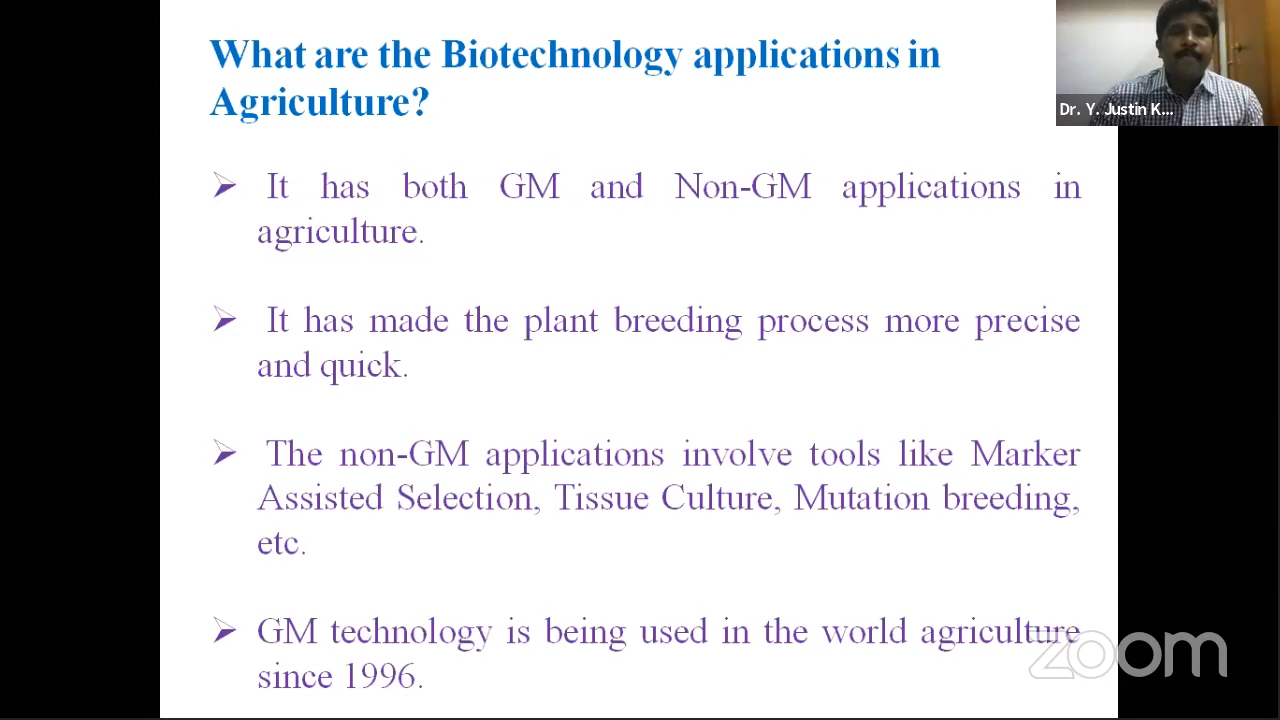 What are the Biotechnology applications in
Agriculture?
Dr. Y. Justin K...
➢ It has both GM and Non-GM applications in
agriculture.
➢ It has made the plant breeding process more precise
and quick.
➢ The non-GM applications involve tools like Marker
Assisted Selection, Tissue Culture, Mutation breeding,
etc.
➢ GM technology is being used in the world agriculture
since 1996.
zoom